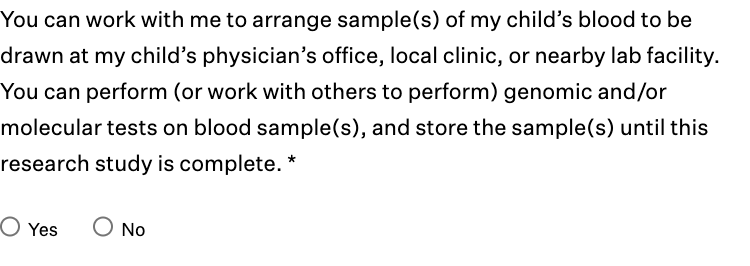 You can work with me to arrange sample(s) of my child’s blood to be
drawn at my child’s physician’s office, local clinic, or nearby lab facility.
You can perform (or work with others to perform) genomic and/or
molecular tests on blood sample(s), and store the sample(s) until this
research study is complete. *
Yes No